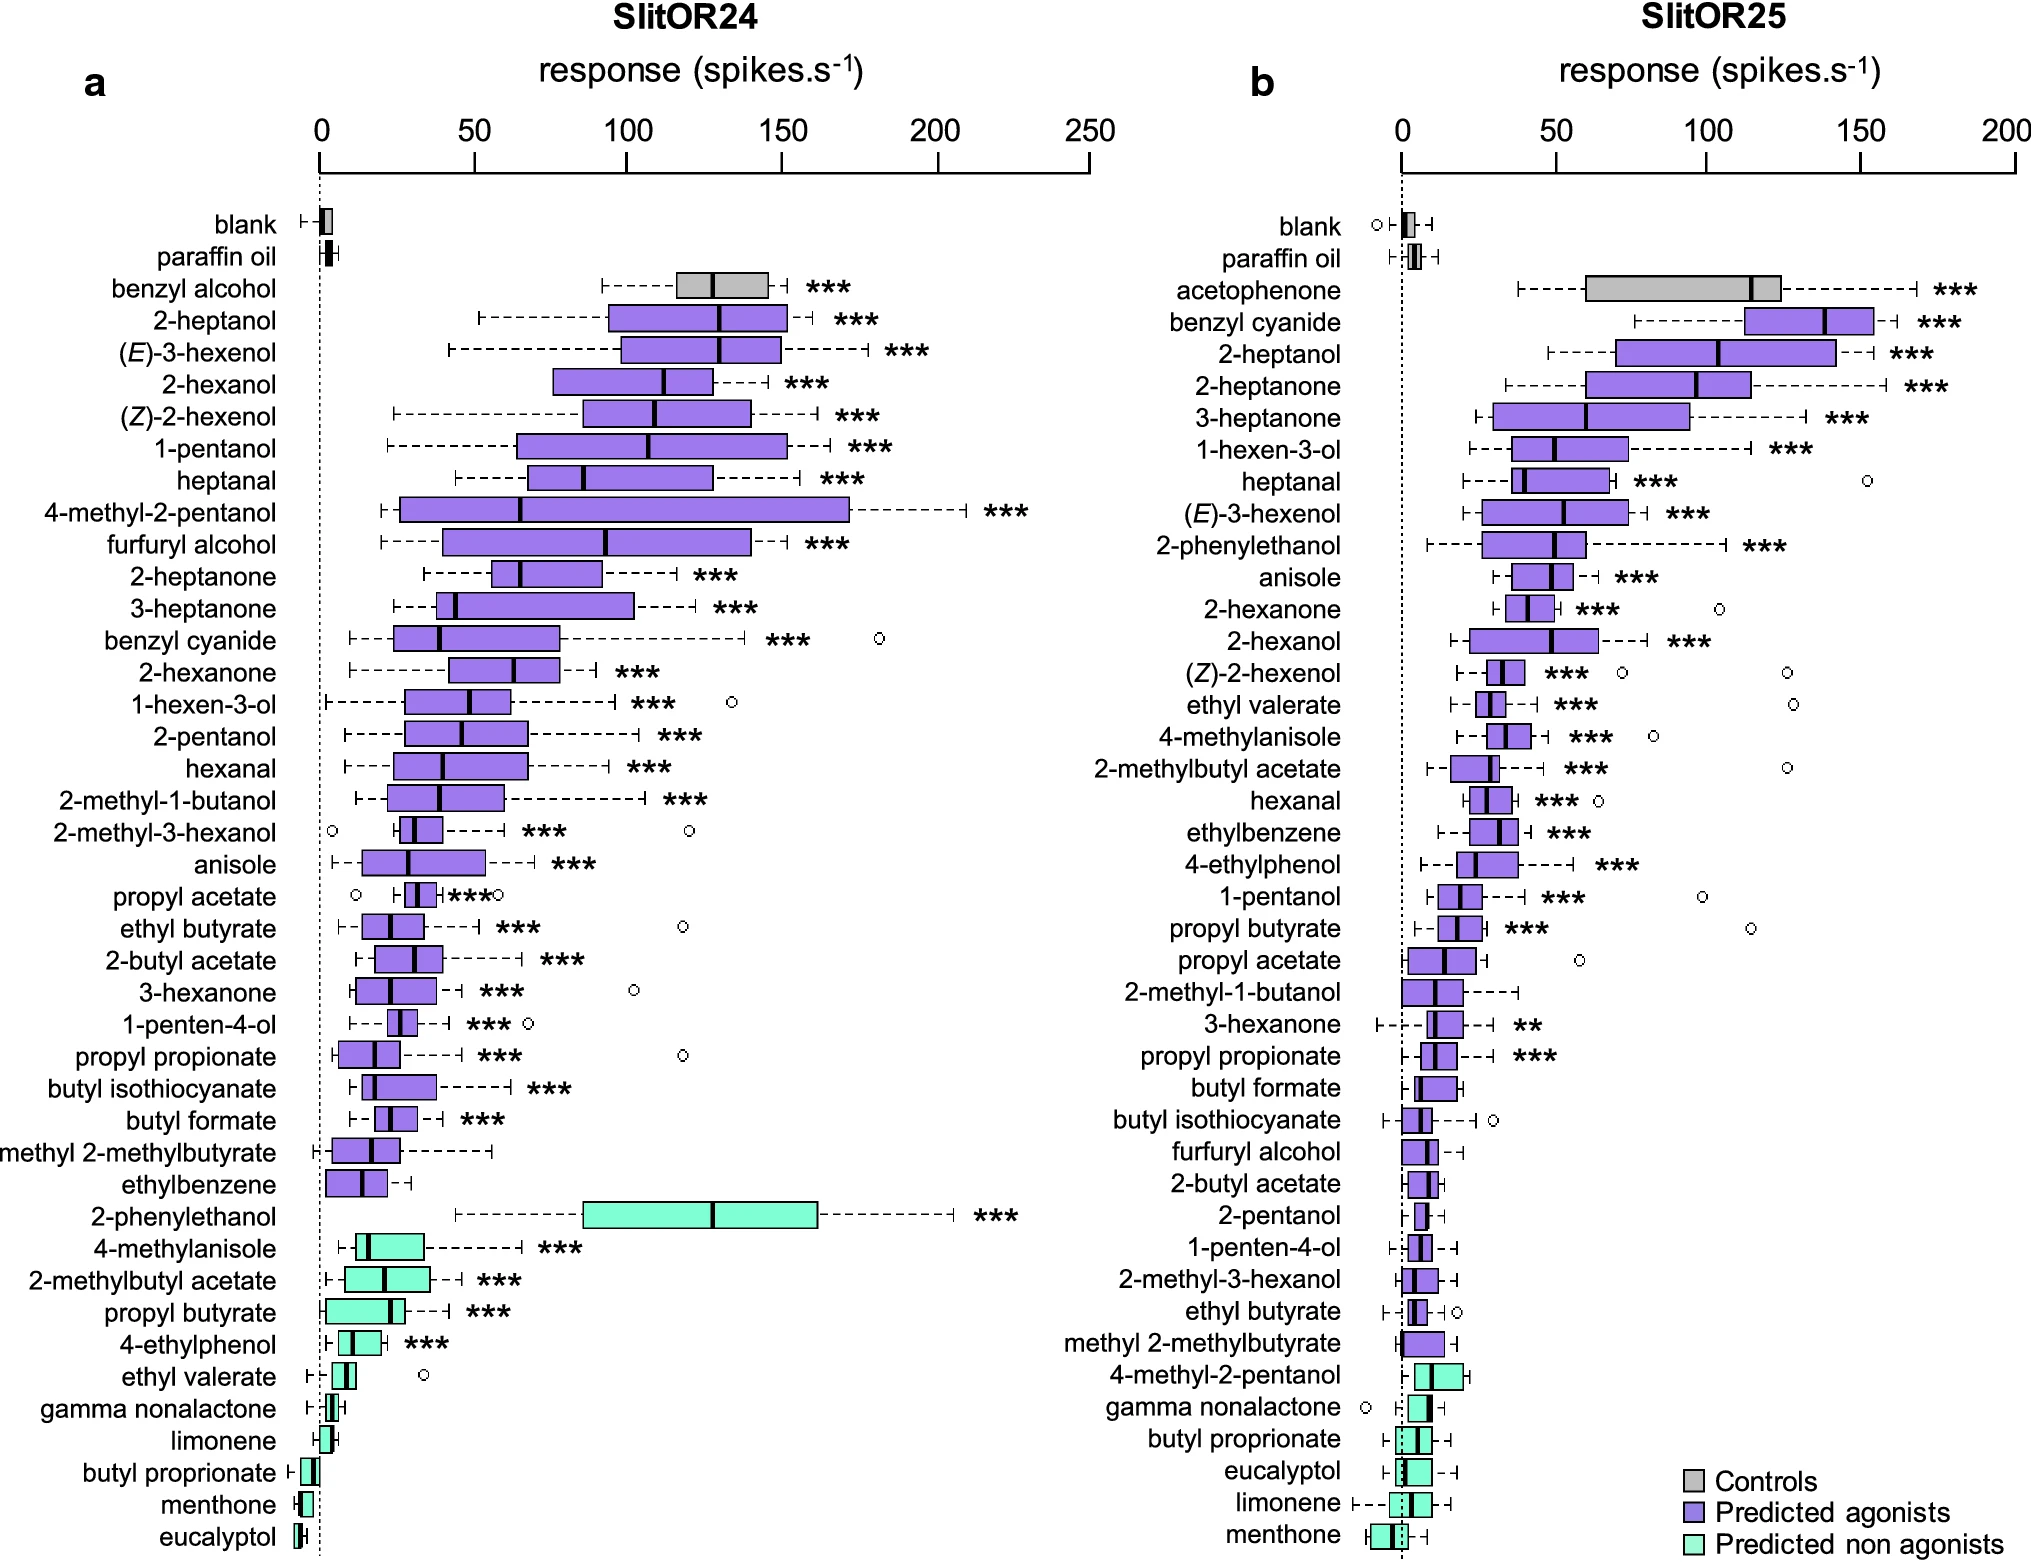 SlitOR24
response (spikes.s-1)
a
0 50 100 150 200 250
blank
paraffin oil
benzyl alcohol ***
2-heptanol ***
(E)-3-hexenol ***
2-hexanol ***
(Z)-2-hexenol ***
1-pentanol ***
heptanal ***
4-methyl-2-pentanol ***
furfuryl alcohol ***
2-heptanone ***
3-heptanone ***
benzyl cyanide ***
2-hexanone ***
1-hexen-3-ol ***
2-pentanol ***
hexanal ***
2-methyl-1-butanol ***
2-methyl-3-hexanol ***
anisole ***
propyl acetate ***
ethyl butyrate ***
2-butyl acetate ***
3-hexanone ***
1-penten-4-ol ***
propyl propionate ***
butyl isothiocyanate ***
butyl formate ***
methyl 2-methylbutyrate
ethylbenzene
2-phenylethanol ***
4-methylanisole ***
2-methylbutyl acetate ***
propyl butyrate ***
4-ethylphenol ***
ethyl valerate
gamma nonalactone
limonene
butyl proprionate
menthone
eucalyptol
SlitOR25
response (spikes.s-1)
b
0 50 100 150 200
blank
paraffin oil
acetophenone ***
benzyl cyanide ***
2-heptanol ***
2-heptanone ***
3-heptanone ***
1-hexen-3-ol ***
heptanal ***
(E)-3-hexenol ***
2-phenylethanol ***
anisole ***
2-hexanone ***
2-hexanol ***
(Z)-2-hexenol ***
ethyl valerate ***
4-methylanisole ***
2-methylbutyl acetate ***
hexanal ***
ethylbenzene ***
4-ethylphenol ***
1-pentanol ***
propyl butyrate ***
propyl acetate
2-methyl-1-butanol
3-hexanone **
propyl propionate ***
butyl formate
butyl isothiocyanate
furfuryl alcohol
2-butyl acetate
2-pentanol
1-penten-4-ol
2-methyl-3-hexanol
ethyl butyrate
methyl 2-methylbutyrate
4-methyl-2-pentanol
gamma nonalactone
butyl proprionate
eucalyptol
limonene
menthone
Controls
Predicted agonists
Predicted non agonists